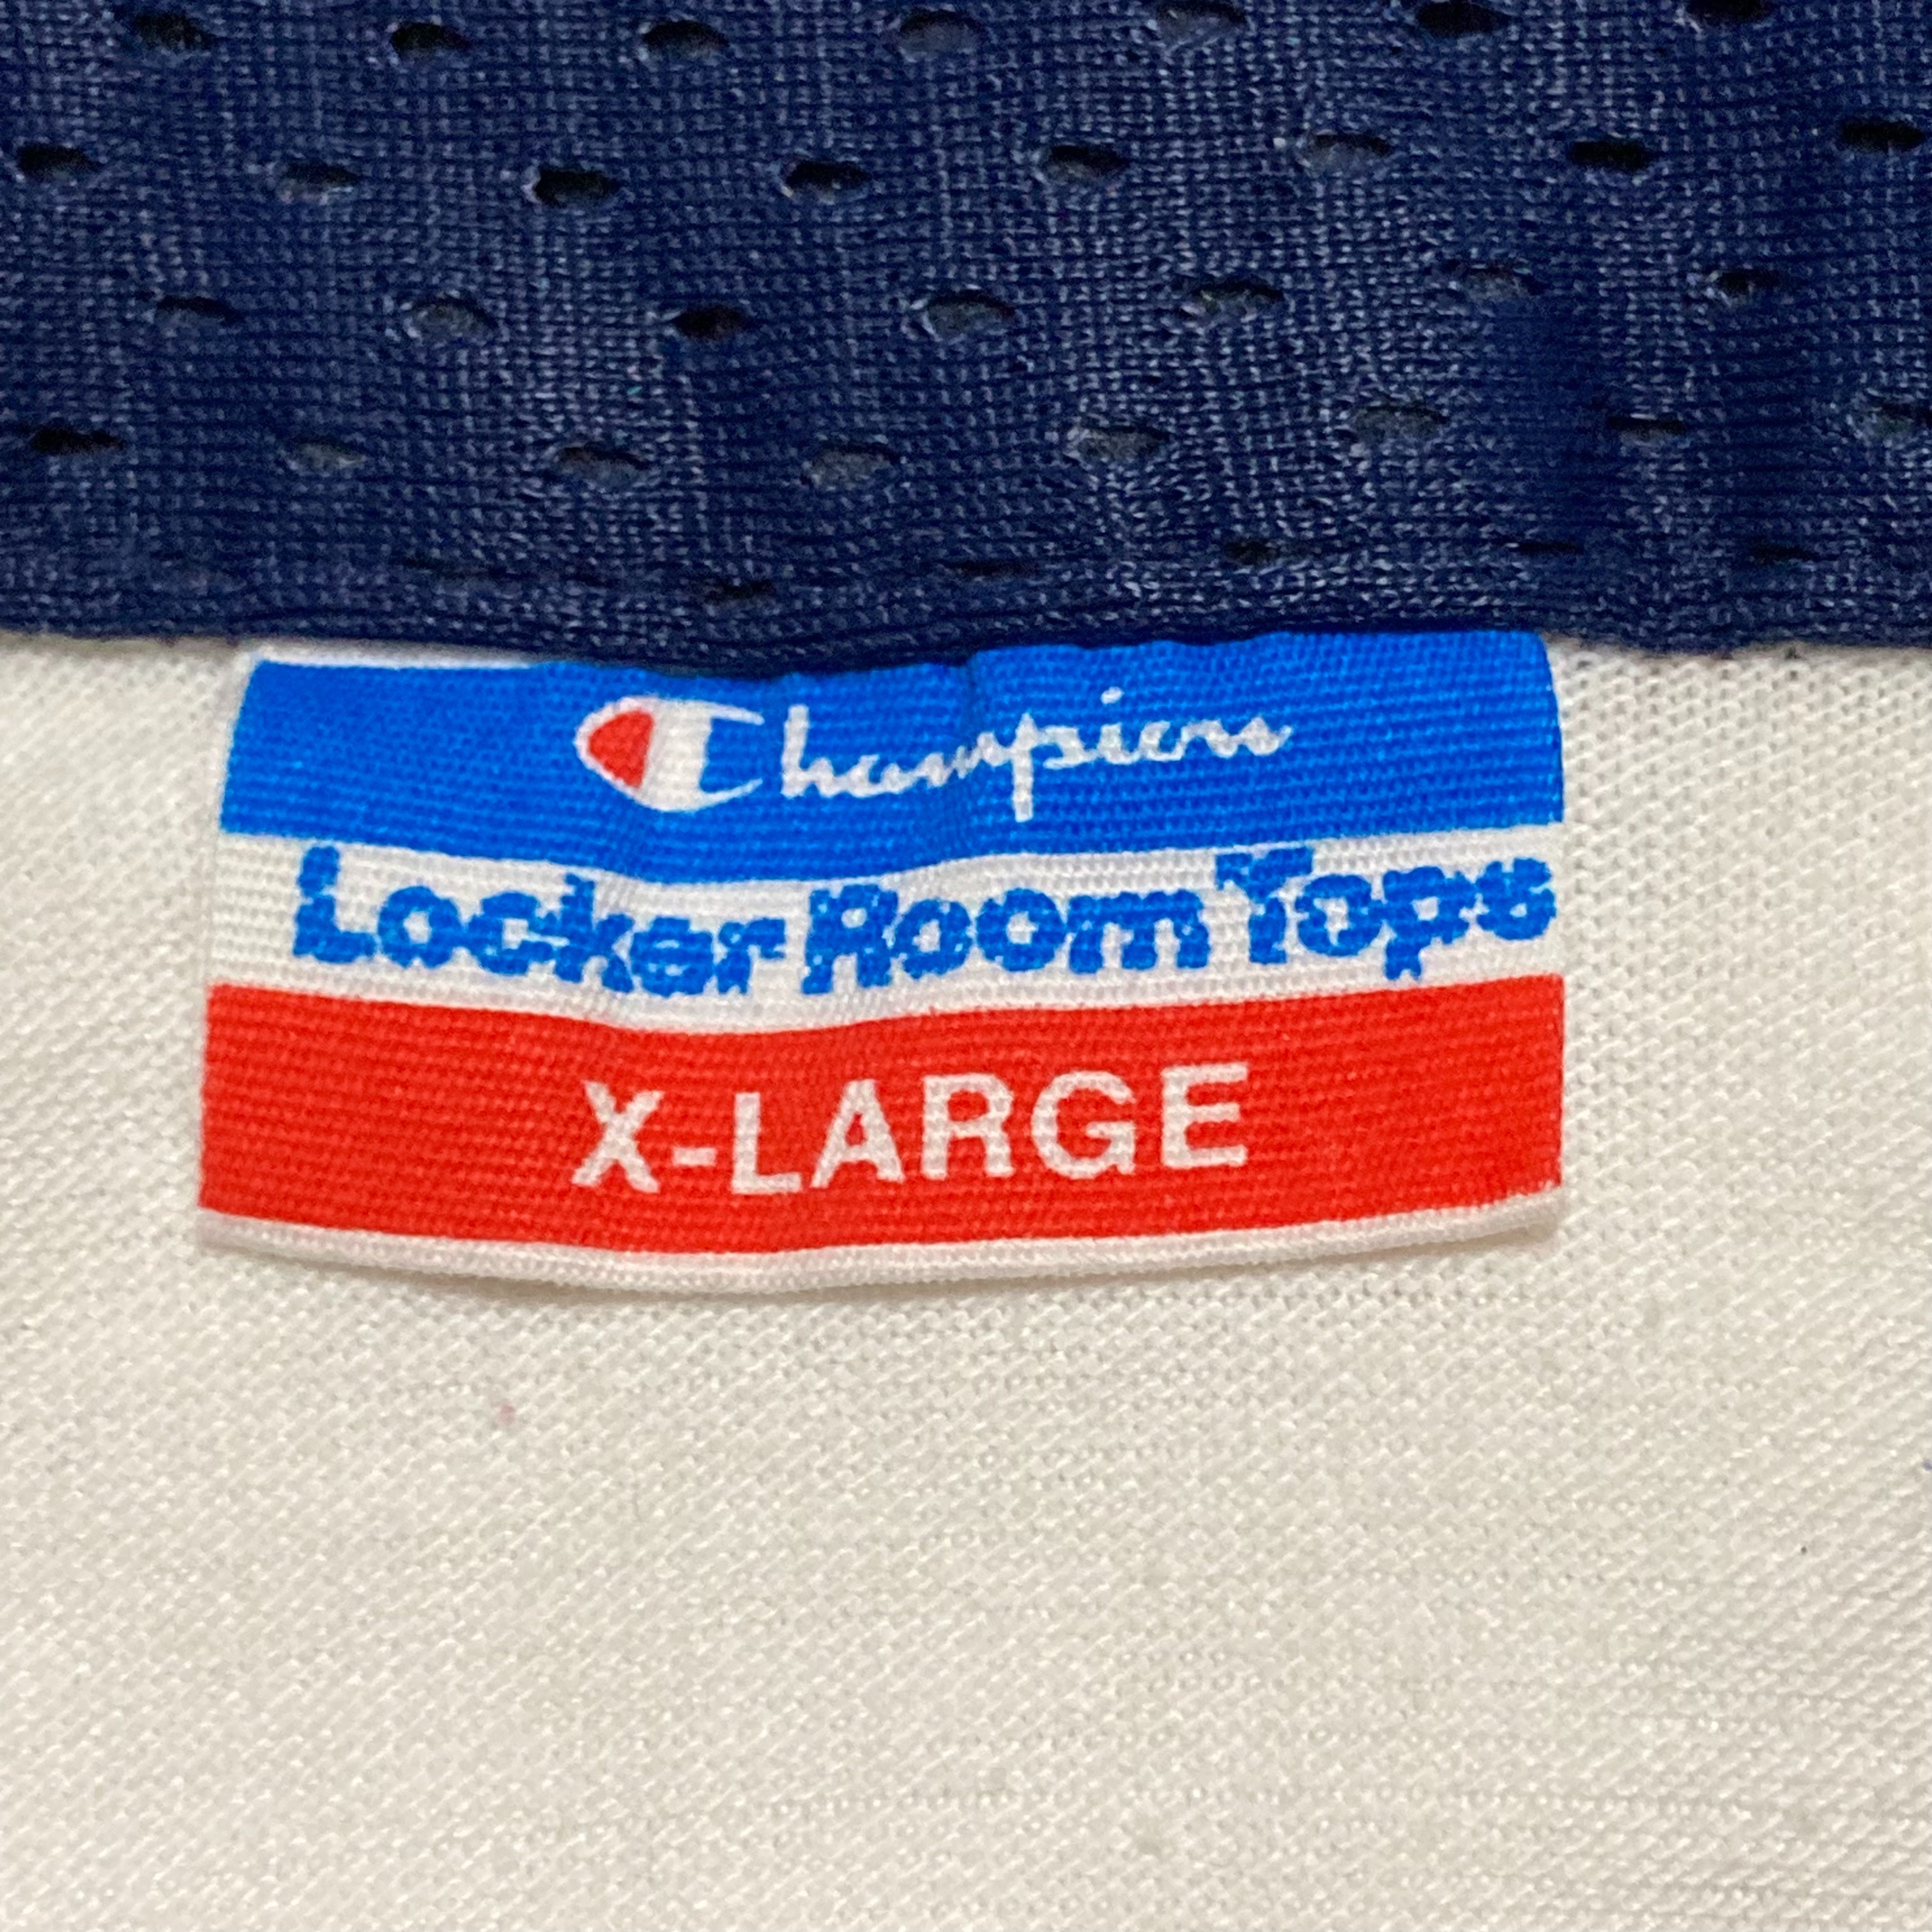 Champion
Locker Room Tops
X-LARGE